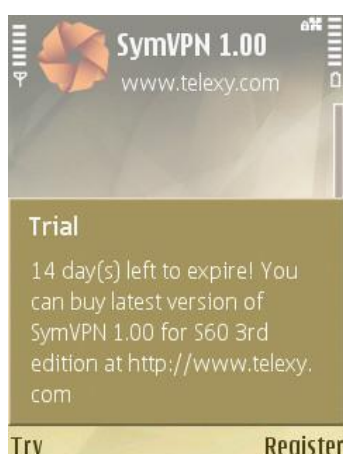 SymVPN 1.00
www.telexy.com
Trial
14 day(s) left to expire! You
can buy latest version of
SymVPN 1.00 for S60 3rd
edition at http://www.telexy.
com
Try Register